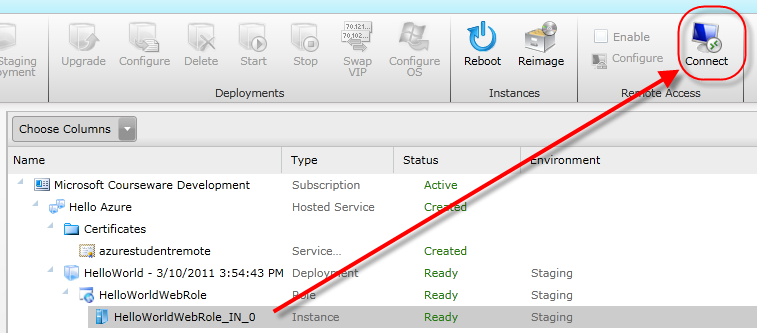 Staging
oyment
Upgrade
Configure
Delete
Start
Stop
70.121...
70.102...
Swap
VIP
Configure
OS
Reboot
Reimage
Enable
Configure
Connect
Deployments
Instances
Remote Access
Choose Columns
Name Type Status Environment
Microsoft Courseware Development Subscription Active
Hello Azure Hosted Service Created
Certificates
azurestudentremote Service... Created
HelloWorld - 3/10/2011 3:54:43 PM Deployment Ready Staging
HelloWorldWebRole Role Ready Staging
HelloWorldWebRole_IN_0 Instance Ready Staging